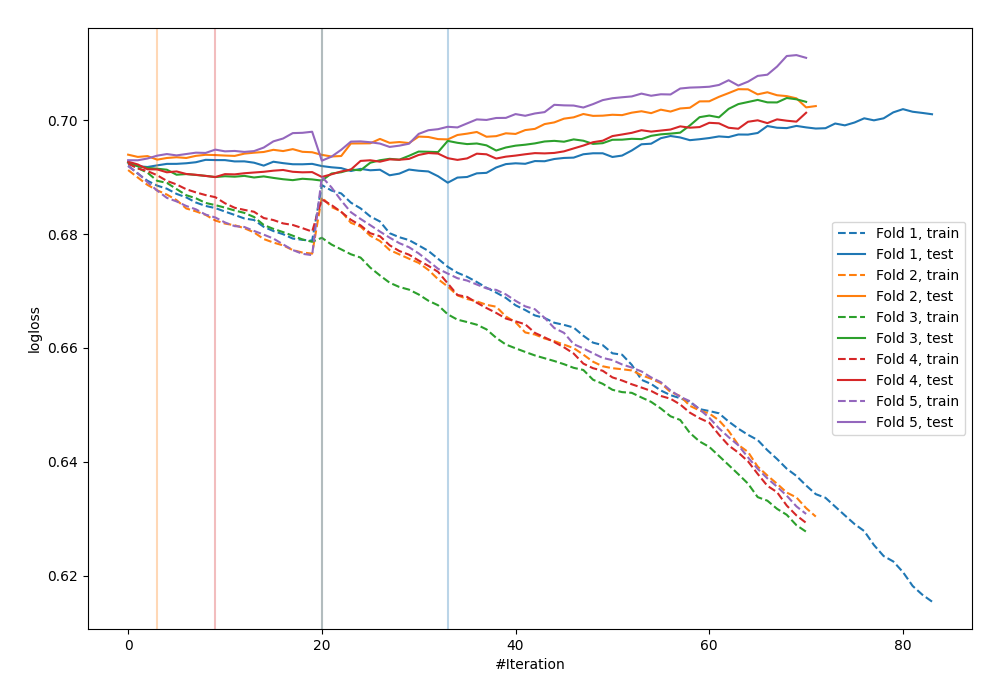 0.70
0.68
0.66
0.64
0.62
logloss
0
20
40
60
80
#Iteration
Fold 1, train
Fold 1, test
Fold 2, train
Fold 2, test
Fold 3, train
Fold 3, test
Fold 4, train
Fold 4, test
Fold 5, train
Fold 5, test